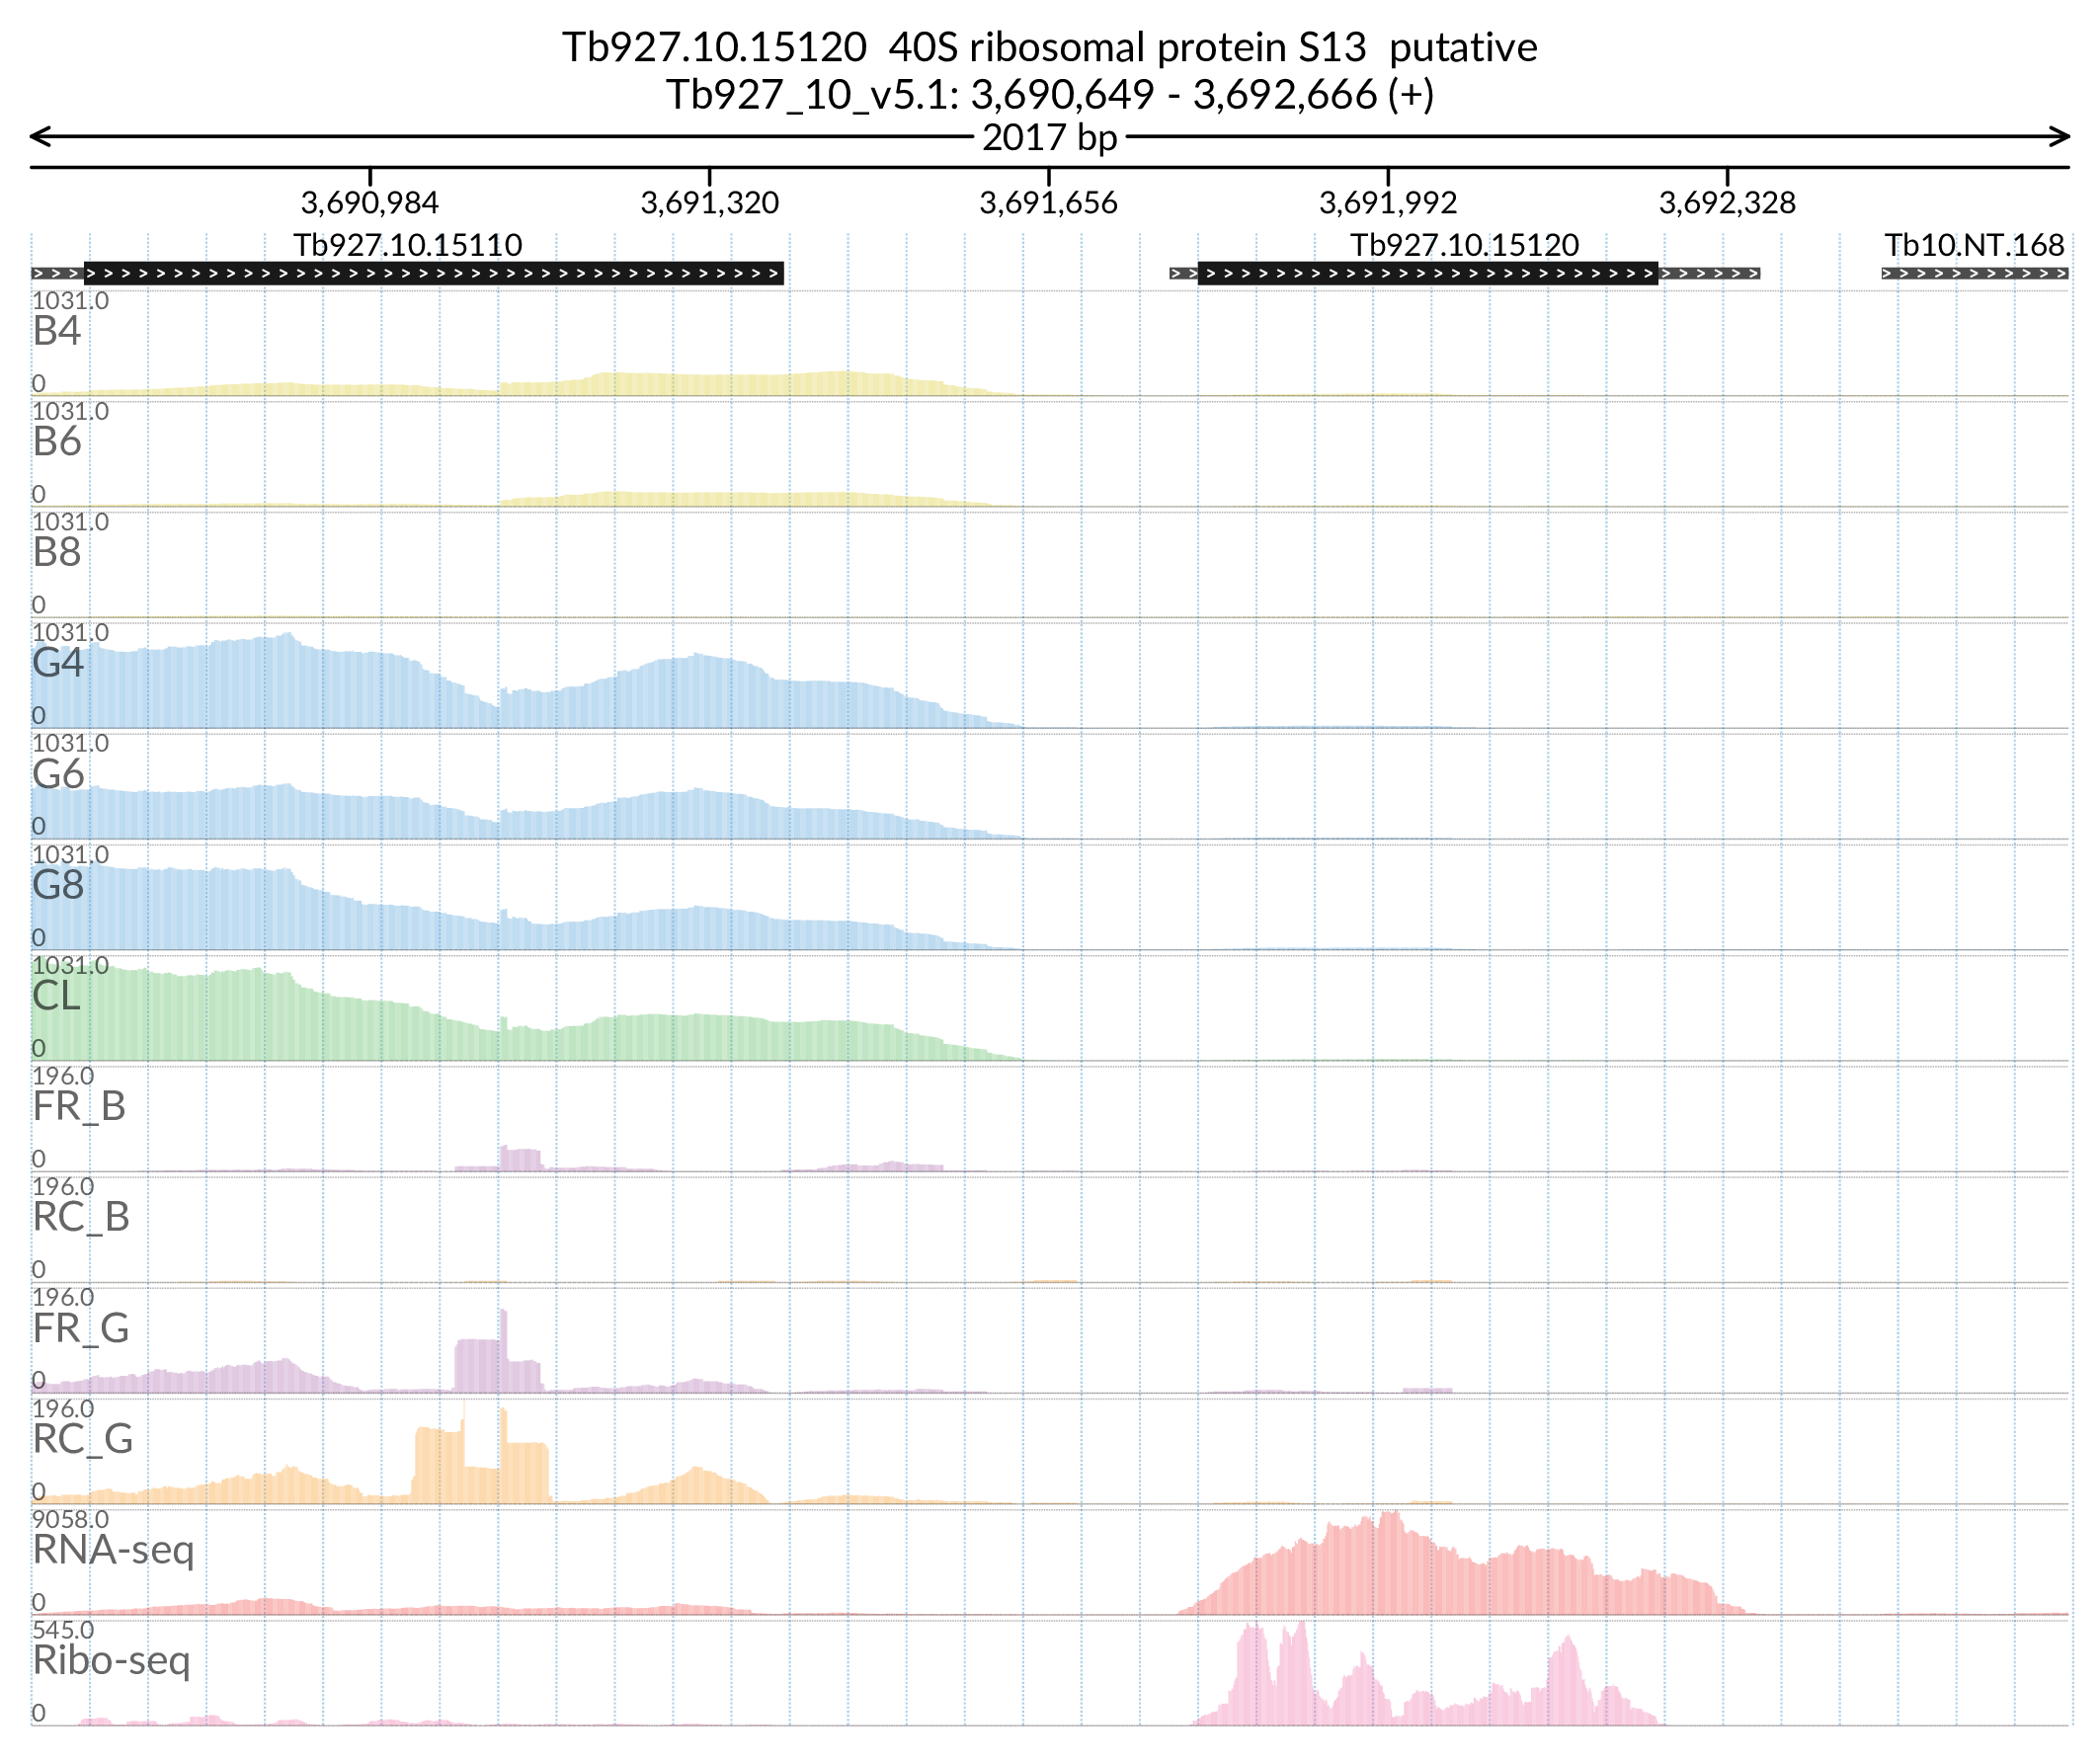 Tb927.10.15120 40S ribosomal protein S13 putative
Tb927_10_v5.1: 3,690,649 - 3,692,666 (+)
2017 bp
3,690,984 3,691,320 3,691,656 3,691,992 3,692,328
Tb927.10.15110 Tb927.10.15120 Tb10.NT.168
1031.0
B4
0
1031.0
B6
0
1031.0
B8
0
1031.0
G4
0
1031.0
G6
0
1031.0
G8
0
1031.0
CL
0
196.0
FR_B
0
196.0
RC_B
0
196.0
FR_G
0
196.0
RC_G
0
9058.0
RNA-seq
0
545.0
Ribo-seq
0